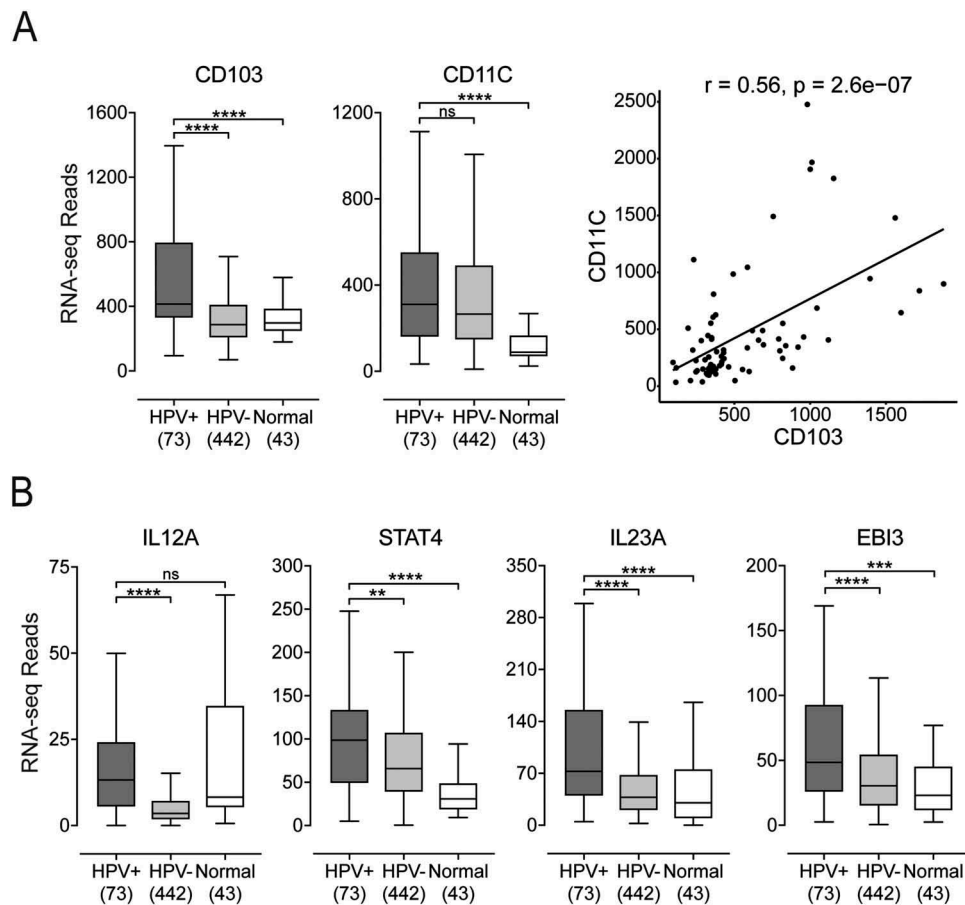 A
CD103
CD11C
r = 0.56, p = 2.6e−07
RNA-seq Reads
1600
1200
800
400
0
****
****
HPV+ HPV- Normal
(73) (442) (43)
1200
800
400
0
****
ns
HPV+ HPV- Normal
(73) (442) (43)
CD11C
2500
2000
1500
1000
500
0
500 1000 1500
CD103
B
IL12A
STAT4
IL23A
EBI3
RNA-seq Reads
75
50
25
0
ns
****
HPV+ HPV- Normal
(73) (442) (43)
300
250
200
150
100
50
0
****
**
HPV+ HPV- Normal
(73) (442) (43)
350
280
210
140
70
0
****
****
HPV+ HPV- Normal
(73) (442) (43)
200
150
100
50
0
***
****
HPV+ HPV- Normal
(73) (442) (43)